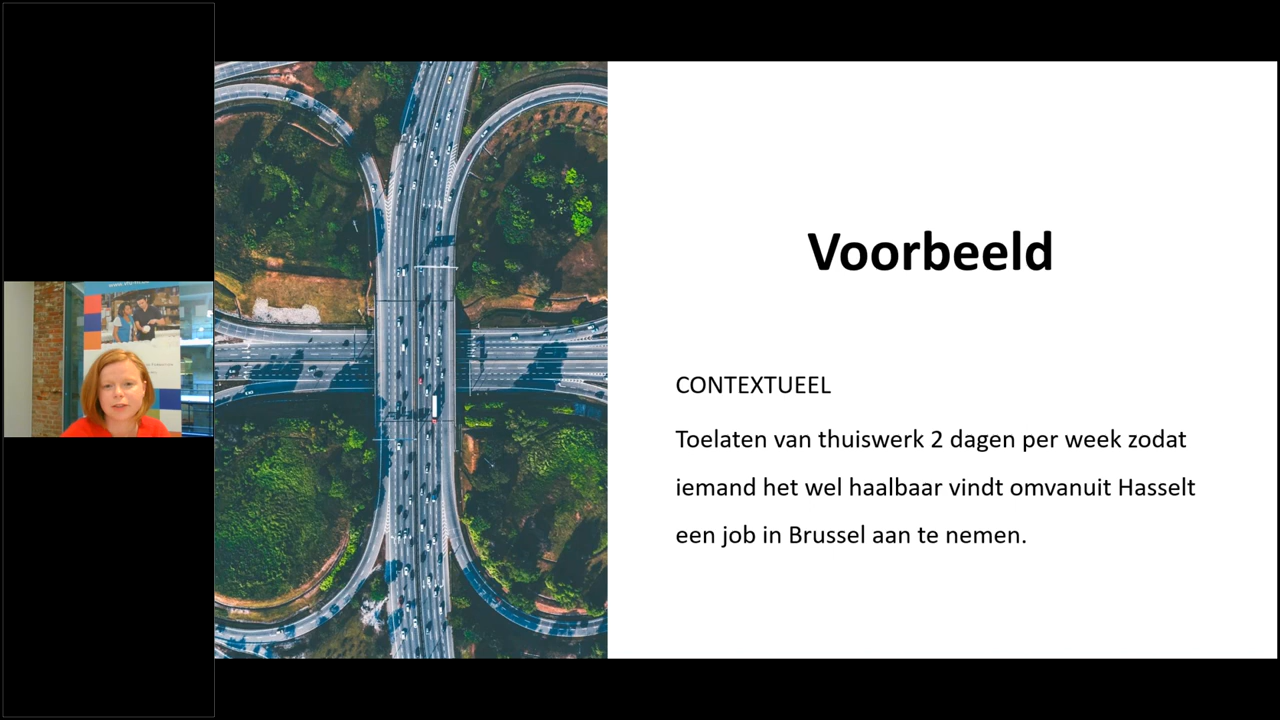 Voorbeeld
CONTEXTUEEL
Toelaten van thuiswerk 2 dagen per week zodat
iemand het wel haalbaar vindt omvanuit Hasselt
een job in Brussel aan te nemen.